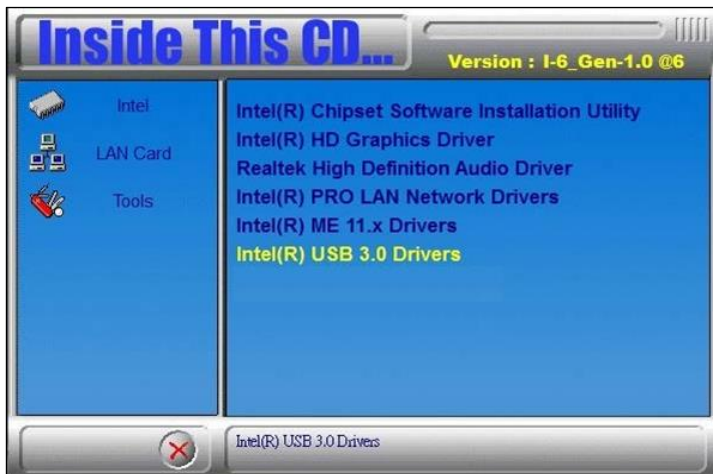 Inside This CD...
Version : I-6_Gen-1.0 @6
Intel
LAN Card
Tools
Intel(R) Chipset Software Installation Utility
Intel(R) HD Graphics Driver
Realtek High Definition Audio Driver
Intel(R) PRO LAN Network Drivers
Intel(R) ME 11.x Drivers
Intel(R) USB 3.0 Drivers
Intel(R) USB 3.0 Drivers